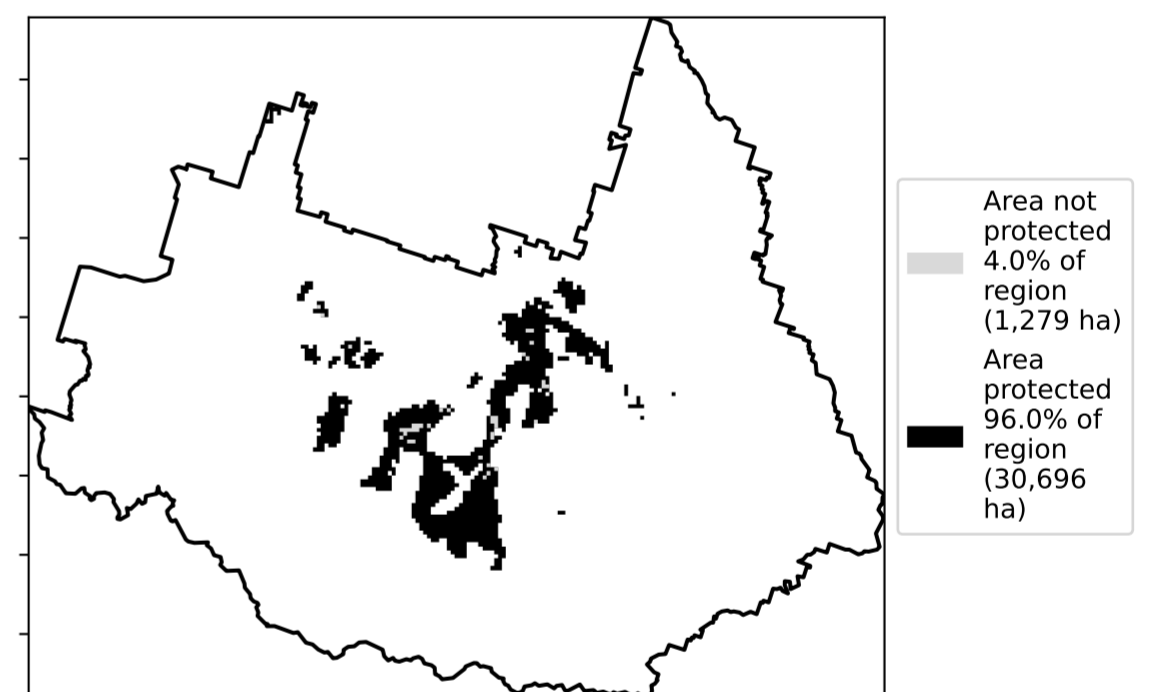 Area not
protected
4.0% of
region
(1,279 ha)
Area
protected
96.0% of
region
(30,696
ha)